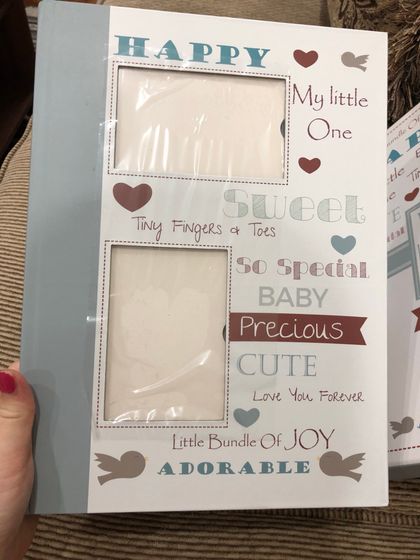 HAPPY
My little
One
Sweet
Tiny Fingers & Toes
So Special
BABY
Precious
CUTE
Love You Forever
Little Bundle Of JOY
ADORABLE